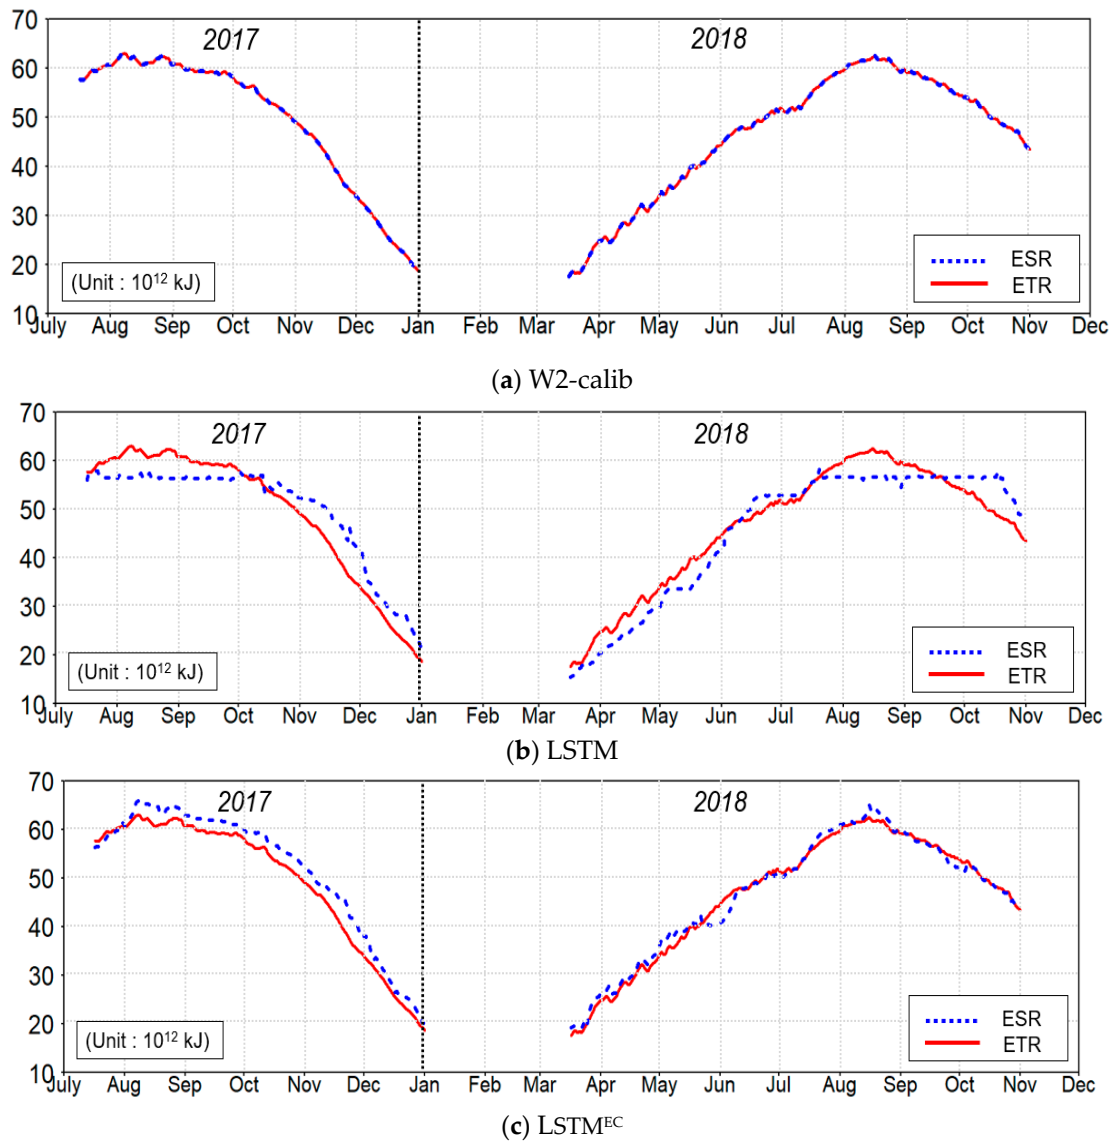 70
2017
2018
60
50
40
30
20
10
(Unit : 10¹² kJ)
ESR
ETR
July Aug Sep Oct Nov Dec Jan Feb Mar Apr May Jun Jul Aug Sep Oct Nov Dec
(a) W2-calib
70
2017
2018
60
50
40
30
20
10
(Unit : 10¹² kJ)
ESR
ETR
July Aug Sep Oct Nov Dec Jan Feb Mar Apr May Jun Jul Aug Sep Oct Nov Dec
(b) LSTM
70
2017
2018
60
50
40
30
20
10
(Unit : 10¹² kJ)
ESR
ETR
July Aug Sep Oct Nov Dec Jan Feb Mar Apr May Jun Jul Aug Sep Oct Nov Dec
(c) LSTMᴱᶜ